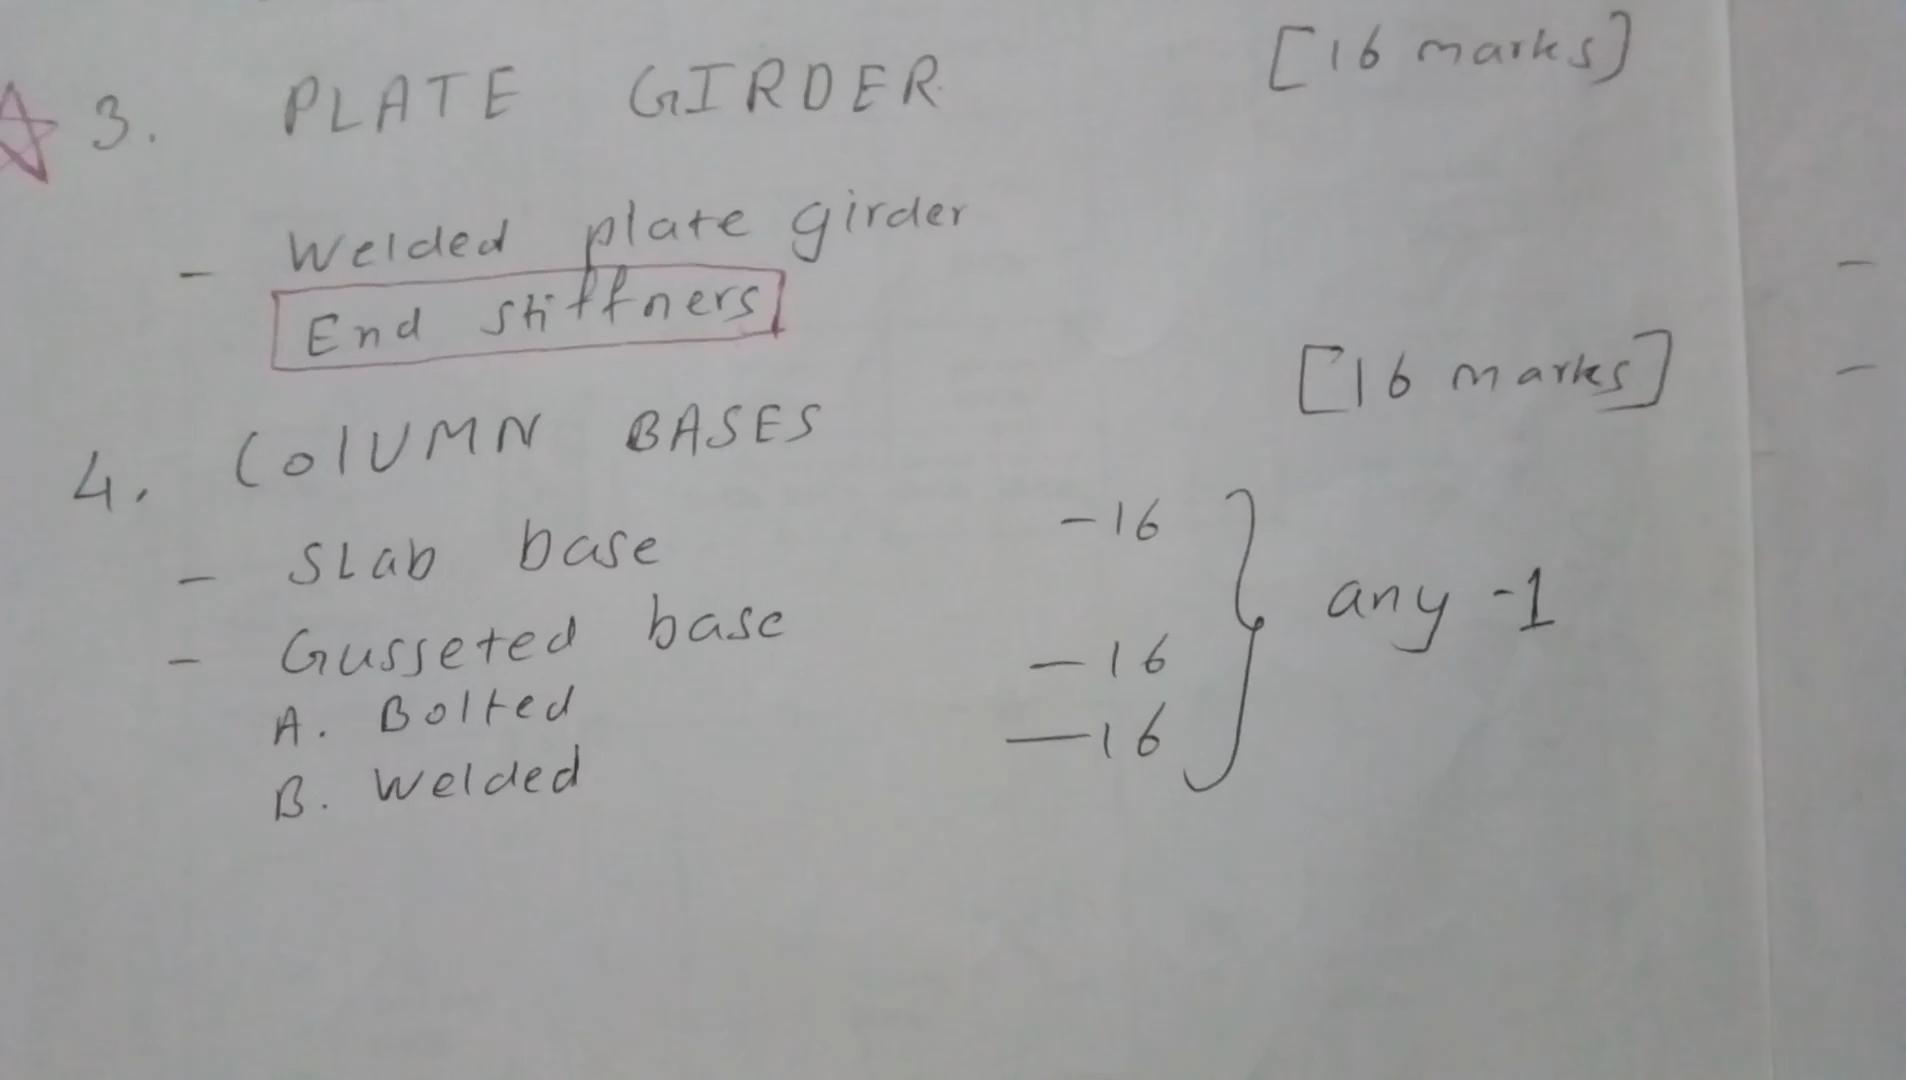 3. PLATE GIRDER [16 marks]
- Welded plate girder
End stiffners
4. COlUMN BASES [16 marks]
- SLab base -16
- Gusseted base
A. Bolted -16
B. Welded -16
any -1